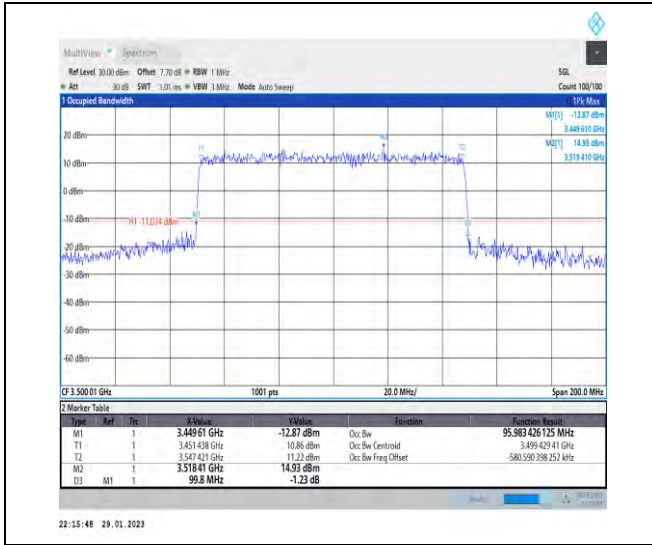 MultiView Spectrum
Ref Level 30.00 dBm Offset 7.70 dB RBW 1 MHz SGL
Att 30 dB SWT 1.01 ms VBW 3 MHz Mode Auto Sweep Count 100/100
1 Occupied Bandwidth 1Pk Max
M1[1] -12.87 dBm
3.449 610 GHz
M2[1] 14.93 dBm
3.518 410 GHz
20 dBm
M2
T1
T2
10 dBm
0 dBm
-10 dBm
M1
H1 -11.074 dBm
D3
-20 dBm
-30 dBm
-40 dBm
-50 dBm
-60 dBm
CF 3.500 01 GHz 1001 pts 20.0 MHz/ Span 200.0 MHz
2 Marker Table
Type Ref Trc X-Value Y-Value Function Function Result
M1 1 3.449 61 GHz -12.87 dBm Occ Bw 95.983 426 125 MHz
T1 1 3.451 438 GHz 10.86 dBm Occ Bw Centroid 3.499 429 41 GHz
T2 1 3.547 421 GHz 11.22 dBm Occ Bw Freq Offset -580.590 398 252 kHz
M2 1 3.518 41 GHz 14.93 dBm
D3 M1 1 99.8 MHz -1.23 dB
22:15:48 29.01.2023